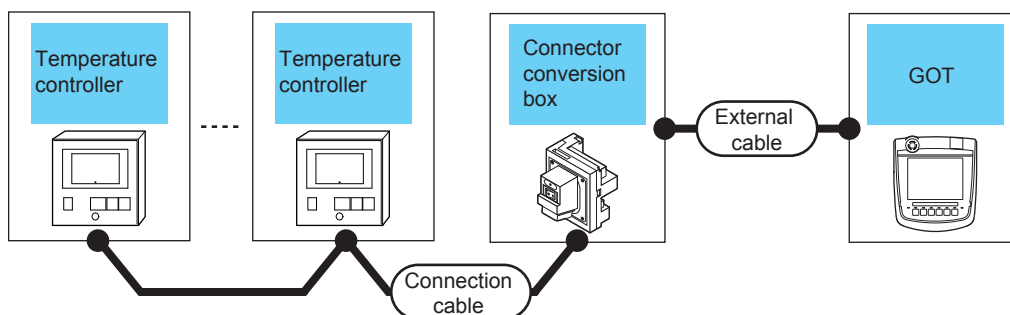 Temperature
controller
Temperature
controller
Connector
conversion
box
GOT
External
cable
Connection
cable